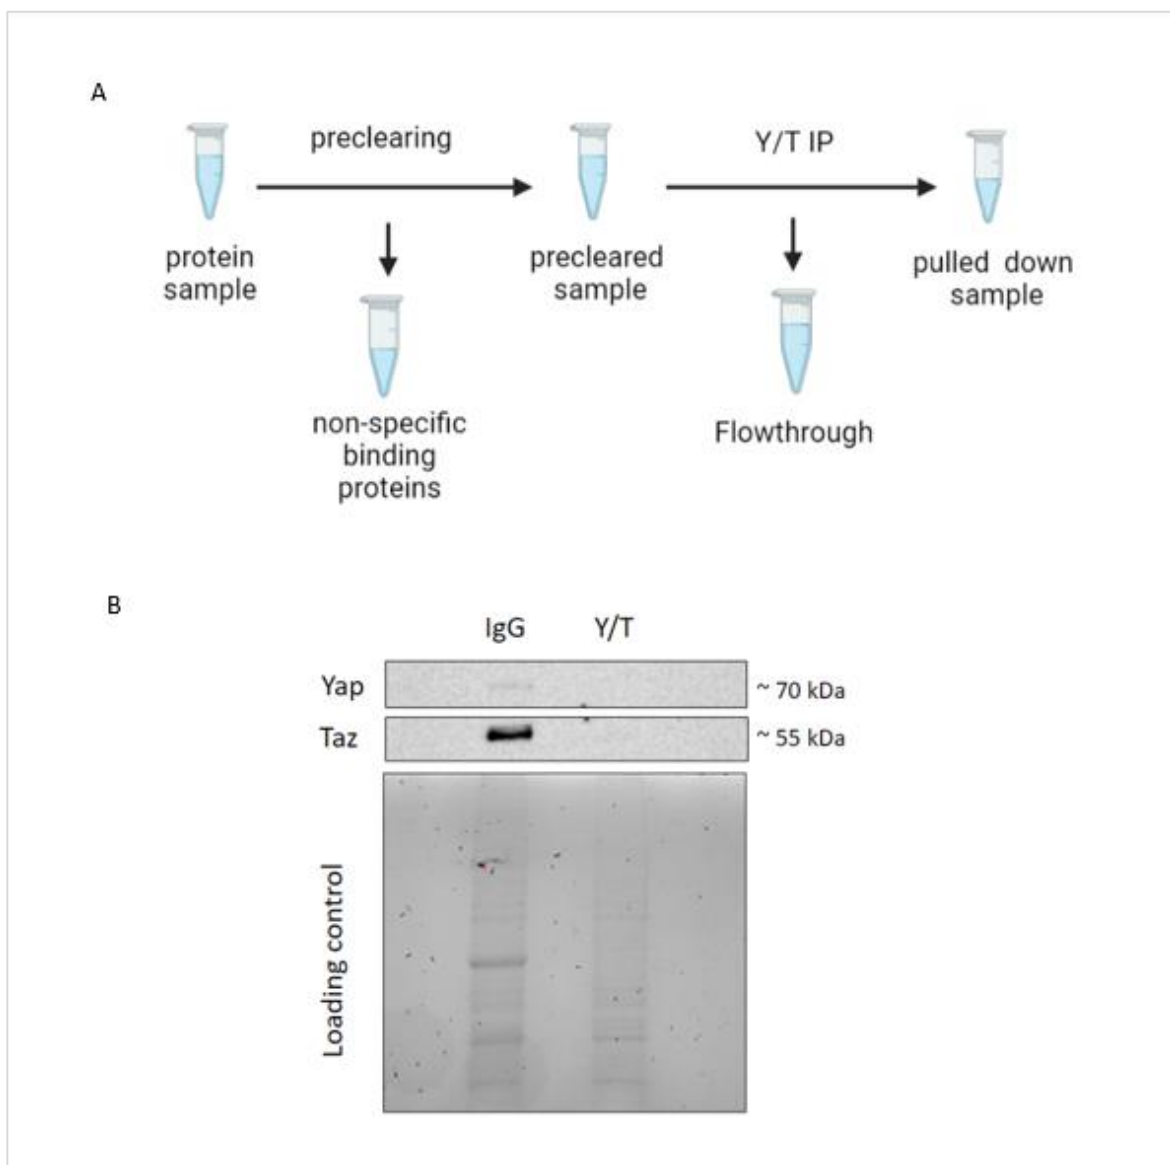 A
preclearing
Y/T IP
protein
sample
precleared
sample
pulled down
sample
non-specific
binding
proteins
Flowthrough
B
IgG Y/T
Yap ~ 70 kDa
Taz ~ 55 kDa
Loading control